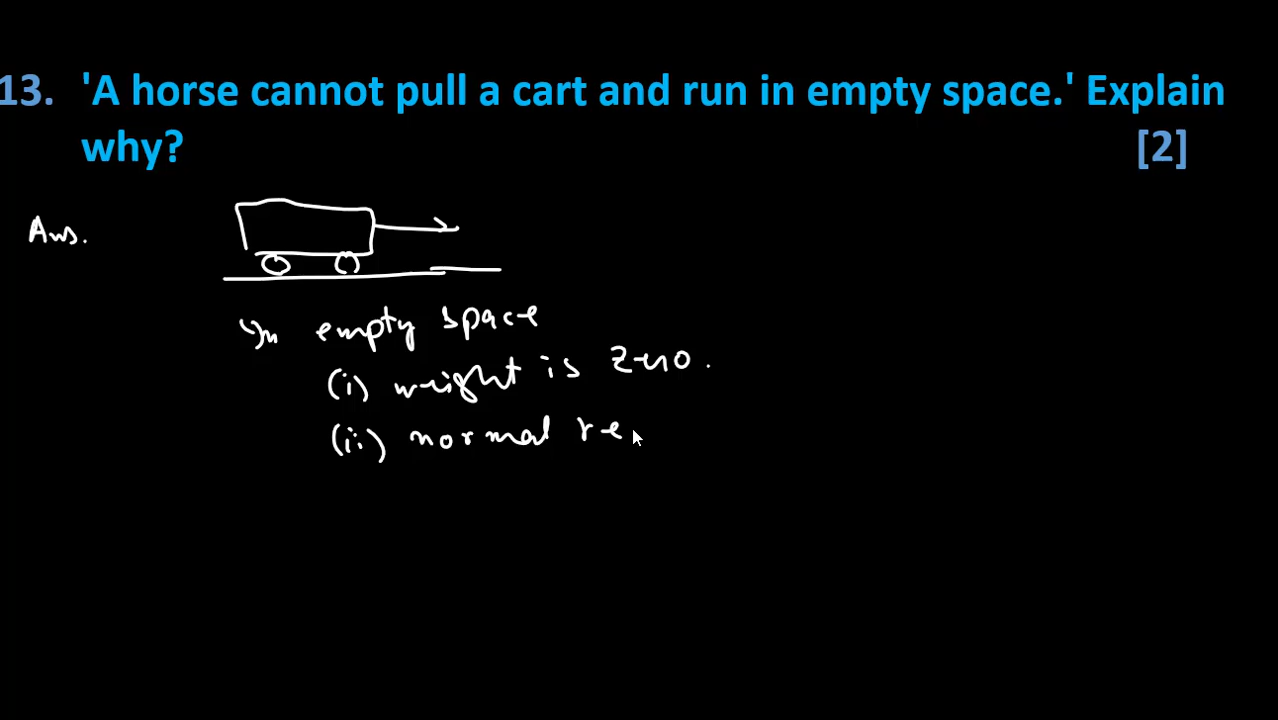 13. 'A horse cannot pull a cart and run in empty space.' Explain
why? [2]
Ans.
In empty space
(i) weight is zero.
(ii) normal re